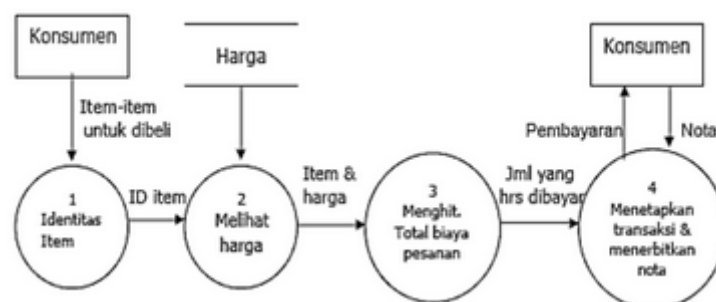 Konsumen
Harga
Konsumen
Item-item
untuk dibeli
Pembayaran
Nota
1
Identitas
Item
ID item
2
Melihat
harga
Item &
harga
3
Menghit.
Total biaya
pesanan
Jml yang
hrs dibayar
4
Menetapkan
transaksi &
menerbitkan
nota